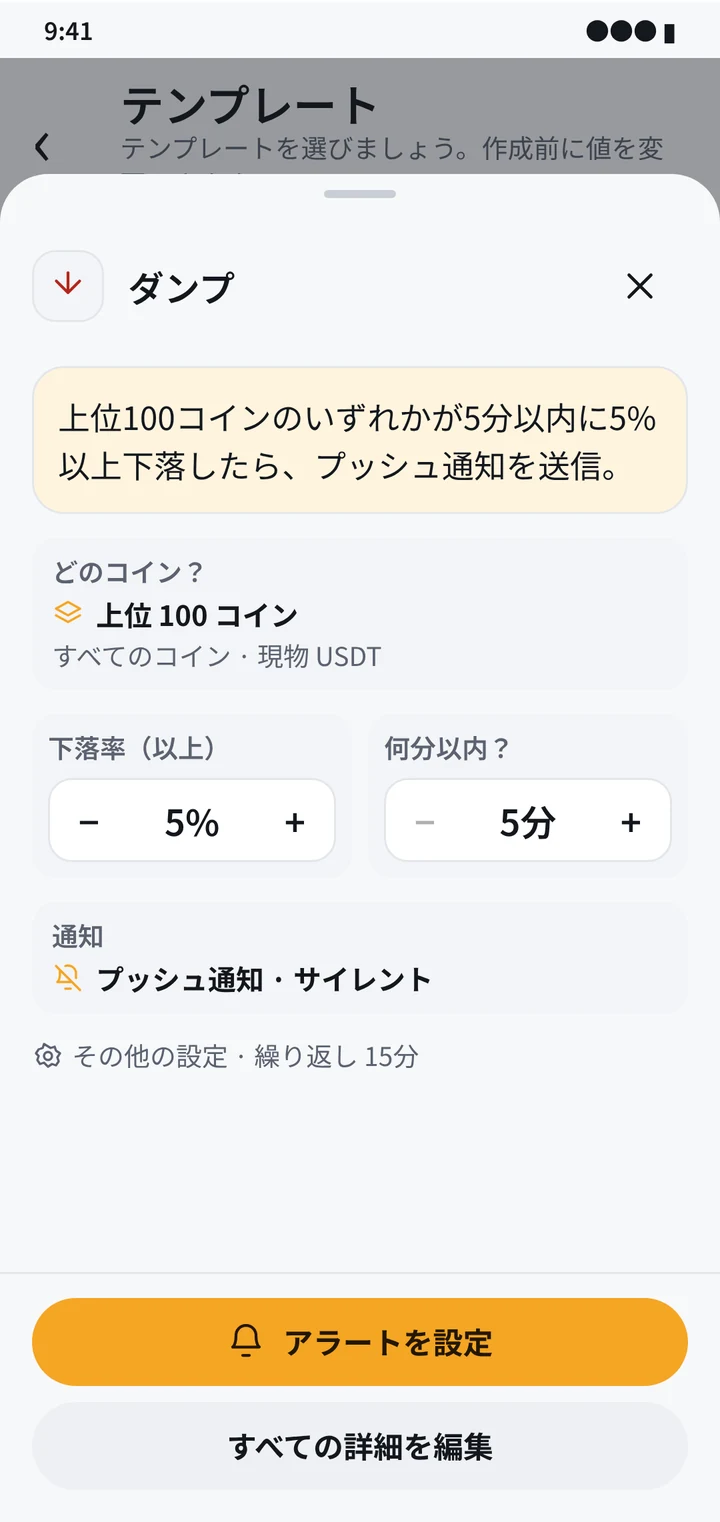 9:41
テンプレート
テンプレートを選びましょう。作成前に値を変
ダンプ
上位100コインのいずれかが5分以内に5%
以上下落したら、プッシュ通知を送信。
どのコイン？
上位 100 コイン
すべてのコイン · 現物 USDT
下落率（以上）
何分以内？
− 5% +
− 5分 +
通知
プッシュ通知 · サイレント
その他の設定 · 繰り返し 15分
アラートを設定
すべての詳細を編集